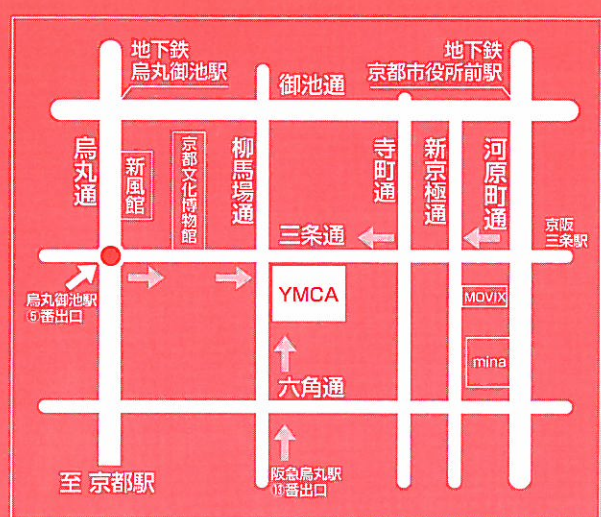 地下鉄
烏丸御池駅
地下鉄
京都市役所前駅
御池通
烏丸通
新風館
京都文化博物館
柳馬場通
寺町通
新京極通
河原町通
三条通
京阪
三条駅
烏丸御池駅
⑤番出口
YMCA
MOVIX
mina
六角通
至 京都駅
阪急烏丸駅
⑬番出口